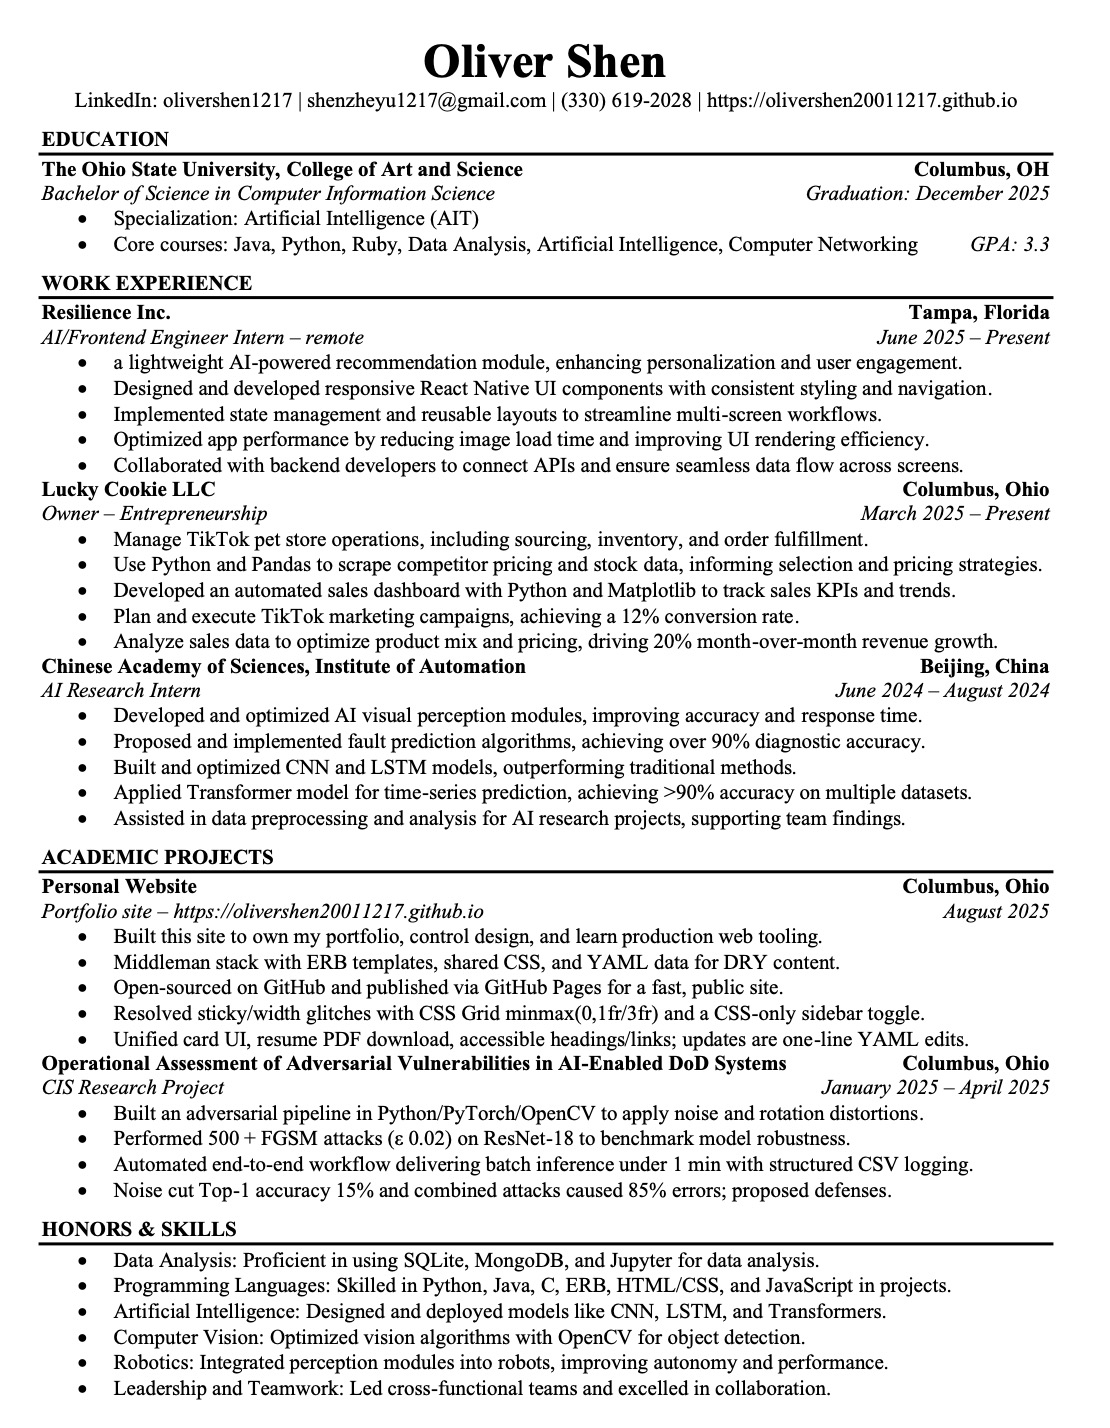 Oliver Shen
LinkedIn: olivershen1217 | shenzheyu1217@gmail.com | (330) 619-2028 | https://olivershen20011217.github.io
EDUCATION
The Ohio State University, College of Art and Science Columbus, OH
Bachelor of Science in Computer Information Science Graduation: December 2025
• Specialization: Artificial Intelligence (AIT)
• Core courses: Java, Python, Ruby, Data Analysis, Artificial Intelligence, Computer Networking GPA: 3.3
WORK EXPERIENCE
Resilience Inc. Tampa, Florida
AI/Frontend Engineer Intern – remote June 2025 – Present
• a lightweight AI-powered recommendation module, enhancing personalization and user engagement.
• Designed and developed responsive React Native UI components with consistent styling and navigation.
• Implemented state management and reusable layouts to streamline multi-screen workflows.
• Optimized app performance by reducing image load time and improving UI rendering efficiency.
• Collaborated with backend developers to connect APIs and ensure seamless data flow across screens.
Lucky Cookie LLC Columbus, Ohio
Owner – Entrepreneurship March 2025 – Present
• Manage TikTok pet store operations, including sourcing, inventory, and order fulfillment.
• Use Python and Pandas to scrape competitor pricing and stock data, informing selection and pricing strategies.
• Developed an automated sales dashboard with Python and Matplotlib to track sales KPIs and trends.
• Plan and execute TikTok marketing campaigns, achieving a 12% conversion rate.
• Analyze sales data to optimize product mix and pricing, driving 20% month-over-month revenue growth.
Chinese Academy of Sciences, Institute of Automation Beijing, China
AI Research Intern June 2024 – August 2024
• Developed and optimized AI visual perception modules, improving accuracy and response time.
• Proposed and implemented fault prediction algorithms, achieving over 90% diagnostic accuracy.
• Built and optimized CNN and LSTM models, outperforming traditional methods.
• Applied Transformer model for time-series prediction, achieving >90% accuracy on multiple datasets.
• Assisted in data preprocessing and analysis for AI research projects, supporting team findings.
ACADEMIC PROJECTS
Personal Website Columbus, Ohio
Portfolio site – https://olivershen20011217.github.io August 2025
• Built this site to own my portfolio, control design, and learn production web tooling.
• Middleman stack with ERB templates, shared CSS, and YAML data for DRY content.
• Open-sourced on GitHub and published via GitHub Pages for a fast, public site.
• Resolved sticky/width glitches with CSS Grid minmax(0,1fr/3fr) and a CSS-only sidebar toggle.
• Unified card UI, resume PDF download, accessible headings/links; updates are one-line YAML edits.
Operational Assessment of Adversarial Vulnerabilities in AI-Enabled DoD Systems Columbus, Ohio
CIS Research Project January 2025 – April 2025
• Built an adversarial pipeline in Python/PyTorch/OpenCV to apply noise and rotation distortions.
• Performed 500 + FGSM attacks (ε 0.02) on ResNet-18 to benchmark model robustness.
• Automated end-to-end workflow delivering batch inference under 1 min with structured CSV logging.
• Noise cut Top-1 accuracy 15% and combined attacks caused 85% errors; proposed defenses.
HONORS & SKILLS
• Data Analysis: Proficient in using SQLite, MongoDB, and Jupyter for data analysis.
• Programming Languages: Skilled in Python, Java, C, ERB, HTML/CSS, and JavaScript in projects.
• Artificial Intelligence: Designed and deployed models like CNN, LSTM, and Transformers.
• Computer Vision: Optimized vision algorithms with OpenCV for object detection.
• Robotics: Integrated perception modules into robots, improving autonomy and performance.
• Leadership and Teamwork: Led cross-functional teams and excelled in collaboration.